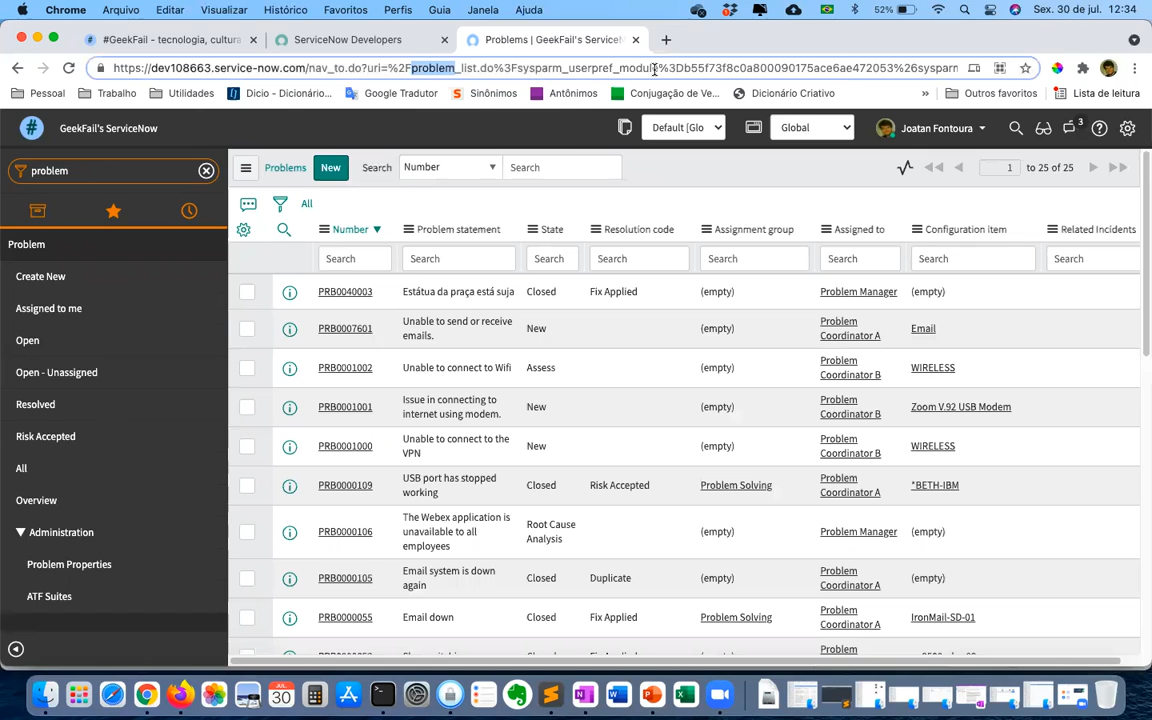 Chrome Arquivo Editar Visualizar Histórico Favoritos Perfis Guia Janela Ajuda 52% Sex. 30 de jul. 12:34
#GeekFail - tecnologia, cultura ServiceNow Developers Problems | GeekFail's Service
https://dev108663.service-now.com/nav_to.do?uri=%2Fproblem_list.do%3Fsysparm_userpref_module%3Db55f73f8c0a800090175ace6ae472053%26sysparm
Pessoal Trabalho Utilidades Dicio - Dicionário... Google Tradutor Sinônimos Antônimos Conjugação de Ve... Dicionário Criativo » Outros favoritos Lista de leitura
# GeekFail's ServiceNow Default [Glo Global Joatan Fontoura 3
problem Problems New Search Number Search 1 to 25 of 25
All
Number Problem statement State Resolution code Assignment group Assigned to Configuration item Related Incidents
Search Search Search Search Search Search Search Search
Problem
Create New
Assigned to me
Open
Open - Unassigned
Resolved
Risk Accepted
All
Overview
Administration
Problem Properties
ATF Suites
PRB0040003 Estátua da praça está suja Closed Fix Applied (empty) Problem Manager (empty)
PRB0007601 Unable to send or receive emails. New (empty) Problem Coordinator A Email
PRB0001002 Unable to connect to Wifi Assess (empty) Problem Coordinator B WIRELESS
PRB0001001 Issue in connecting to internet using modem. New (empty) Problem Coordinator B Zoom V.92 USB Modem
PRB0001000 Unable to connect to the VPN New (empty) Problem Coordinator B WIRELESS
PRB0000109 USB port has stopped working Closed Risk Accepted Problem Solving Problem Coordinator A *BETH-IBM
PRB0000106 The Webex application is unavailable to all employees Root Cause Analysis (empty) Problem Manager (empty)
PRB0000105 Email system is down again Closed Duplicate (empty) Problem Coordinator A (empty)
PRB0000055 Email down Closed Fix Applied Problem Solving Problem Coordinator A IronMail-SD-01
30